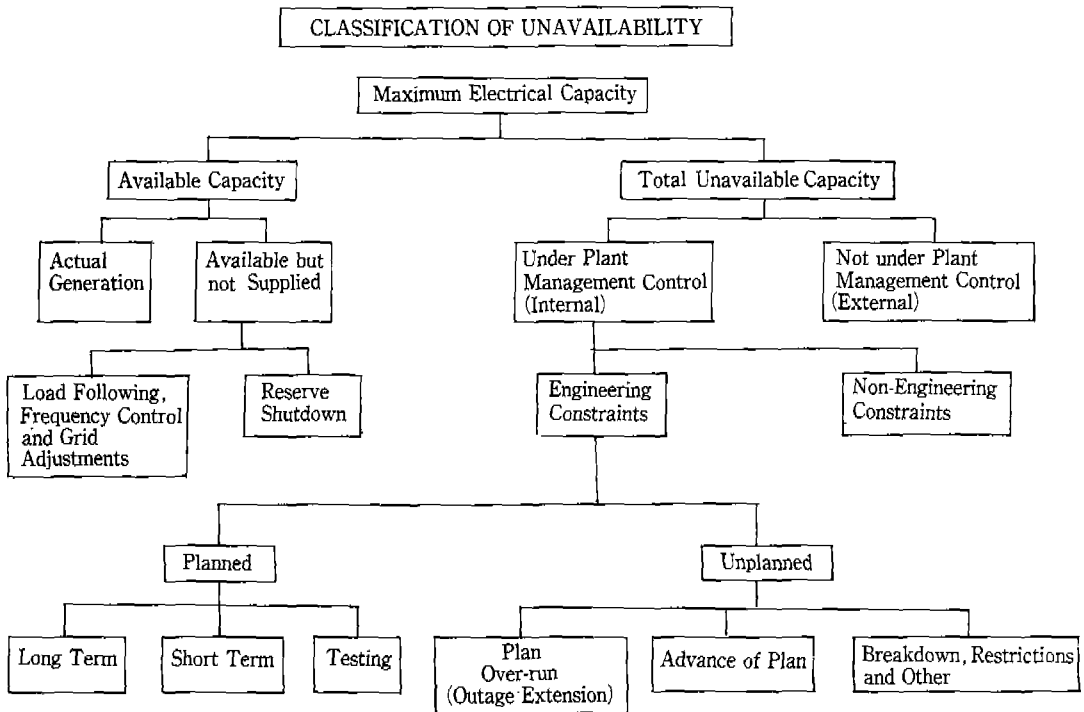 CLASSIFICATION OF UNAVAILABILITY
Maximum Electrical Capacity
Available Capacity
Total Unavailable Capacity
Actual
Generation
Available but
not Supplied
Under Plant
Management Control
(Internal)
Not under Plant
Management Control
(External)
Load Following,
Frequency Control
and Grid
Adjustments
Reserve
Shutdown
Engineering
Constraints
Non-Engineering
Constraints
Planned
Unplanned
Long Term
Short Term
Testing
Plan
Over-run
(Outage Extension)
Advance of Plan
Breakdown, Restrictions
and Other